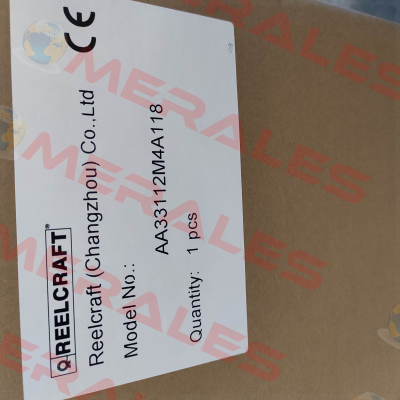 REELCRAFT®
CE
Reelcraft (Changzhou) Co.,Ltd
Model No.:
AA33112M4A118
Quantity: 1 pcs
MERALES
MERALES
MERALES